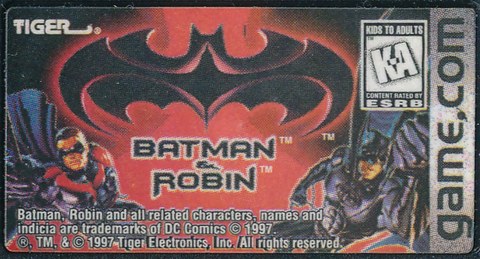 TIGER®
KIDS TO ADULTS
KA
CONTENT RATED BY
ESRB
game.com
BATMAN™
&
ROBIN™
Batman, Robin and all related characters, names and
indicia are trademarks of DC Comics © 1997.
®, TM, & © 1997 Tiger Electronics, Inc. All rights reserved.